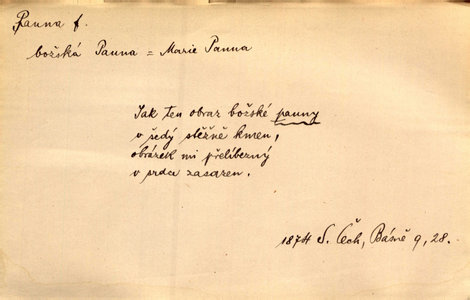 Panna f.
božská Panna = Marie Panna
Jak ten obraz božské panny
v šedý stěžně kmen,
obrázek mi přelíbezný
v srdce zasazen.
1874 S. Čech, Básně 9, 28.